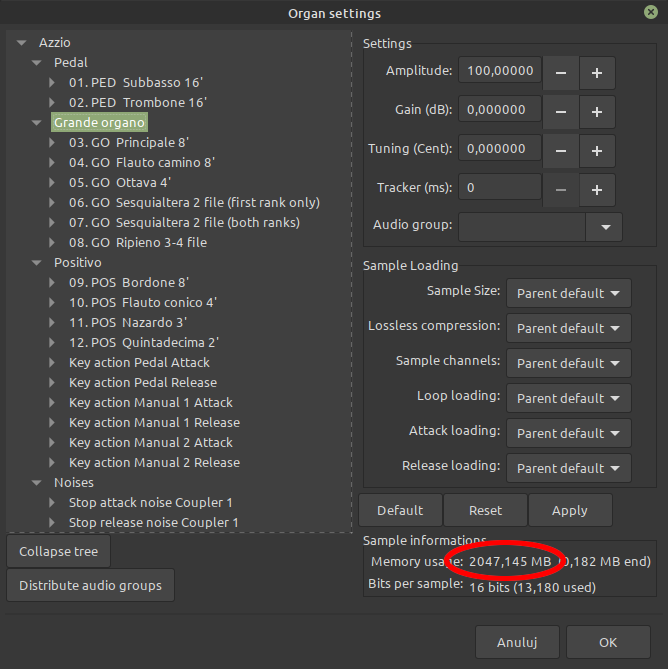 Organ settings
Azzio
Pedal
01. PED Subbasso 16'
02. PED Trombone 16'
Grande organo
03. GO Principale 8'
04. GO Flauto camino 8'
05. GO Ottava 4'
06. GO Sesquialtera 2 file (first rank only)
07. GO Sesquialtera 2 file (both ranks)
08. GO Ripieno 3-4 file
Positivo
09. POS Bordone 8'
10. POS Flauto conico 4'
11. POS Nazardo 3'
12. POS Quintadecima 2'
Key action Pedal Attack
Key action Pedal Release
Key action Manual 1 Attack
Key action Manual 1 Release
Key action Manual 2 Attack
Key action Manual 2 Release
Noises
Stop attack noise Coupler 1
Stop release noise Coupler 1
Collapse tree
Distribute audio groups
Settings
Amplitude: 100,00000 − +
Gain (dB): 0,000000 − +
Tuning (Cent): 0,000000 − +
Tracker (ms): 0 − +
Audio group:
Sample Loading
Sample Size: Parent default
Lossless compression: Parent default
Sample channels: Parent default
Loop loading: Parent default
Attack loading: Parent default
Release loading: Parent default
Default Reset Apply
Sample informations
Memory usage: 2047,145 MB (0,182 MB end)
Bits per sample: 16 bits (13,180 used)
Anuluj OK